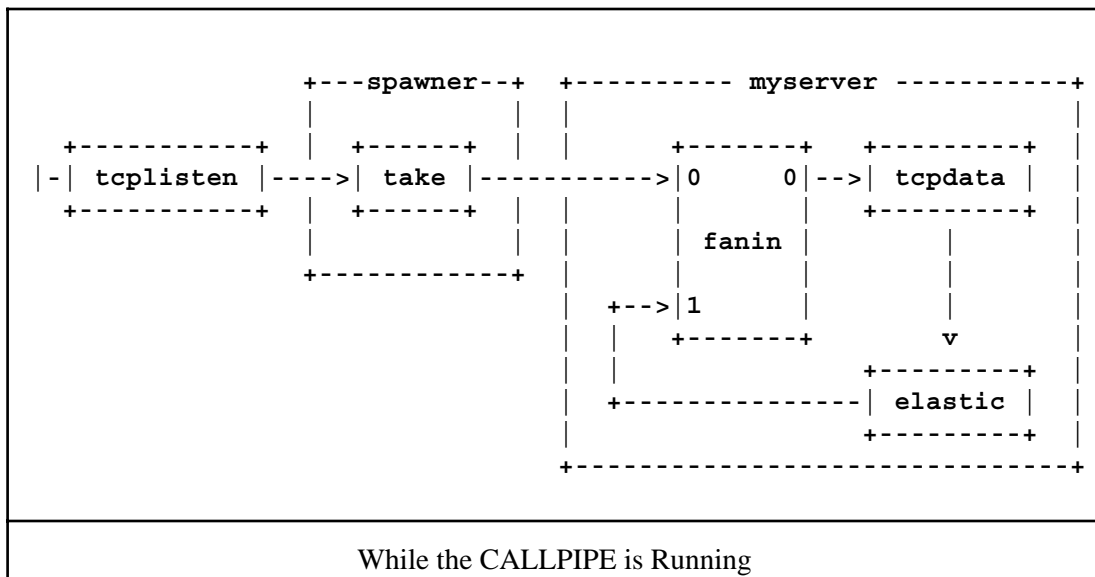 +---spawner--+  +---------- myserver -----------+
|            |  |                               |
+-----------+  |  +------+  |  |      +-------+   +---------+  |
|-| tcplisten |---->| take |----------->|0     0|-->| tcpdata |  |
+-----------+  |  +------+  |  |      |       |   +---------+  |
|            |  |      | fanin |        |       |
+------------+  |      |       |        |       |
|  +-->|1      |        |       |
|  |   +-------+        v       |
|  |               +---------+  |
|  +---------------| elastic |  |
|                  +---------+  |
+-------------------------------+
While the CALLPIPE is Running